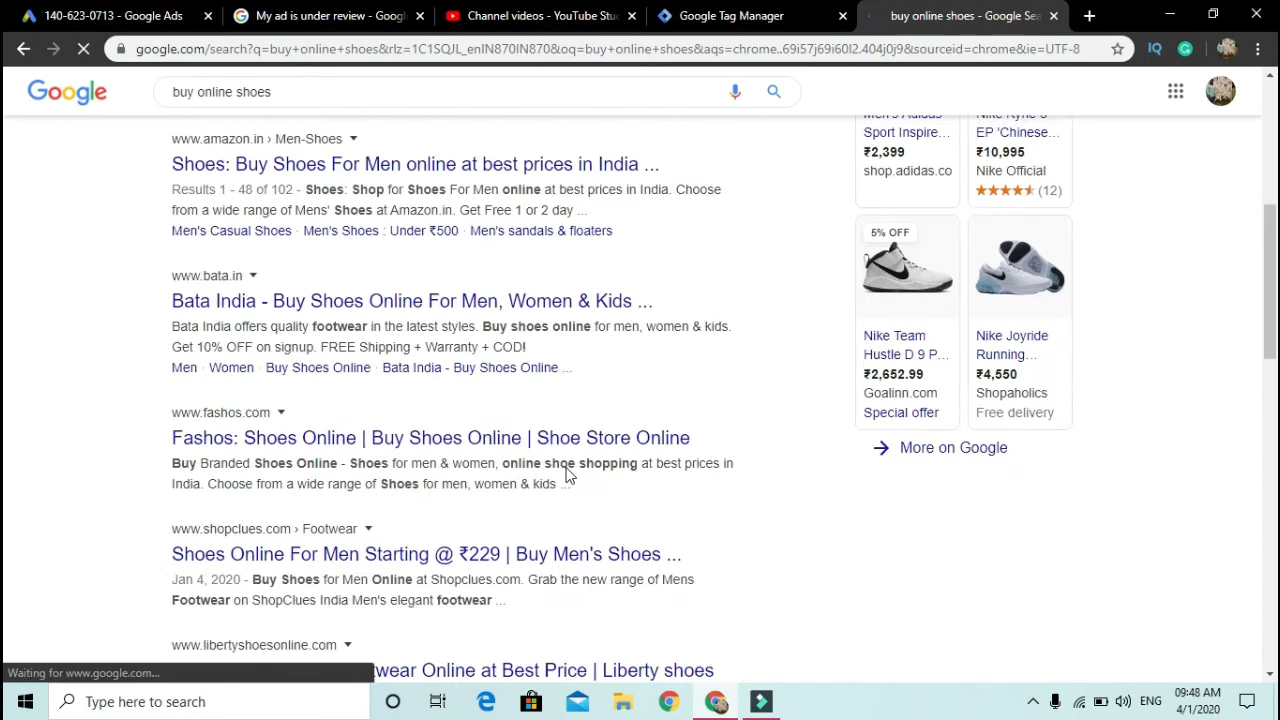 140-623-0713 - Google Ads
My ad is under review - Google
Channel videos - YouTube Stu
Google Tag Manager
buy online shoes - Google Sea
google.com/search?q=buy+online+shoes&rlz=1C1SQJL_enIN870IN870&oq=buy+online+shoes&aqs=chrome..69i57j69i60l2.404j0j9&sourceid=chrome&ie=UTF-8
IQ
Google
buy online shoes
www.amazon.in › Men-Shoes
Shoes: Buy Shoes For Men online at best prices in India ...
Results 1 - 48 of 102 - Shoes: Shop for Shoes For Men online at best prices in India. Choose
from a wide range of Mens' Shoes at Amazon.in. Get Free 1 or 2 day ...
Men's Casual Shoes · Men's Shoes : Under ₹500 · Men's sandals & floaters
www.bata.in
Bata India - Buy Shoes Online For Men, Women & Kids ...
Bata India offers quality footwear in the latest styles. Buy shoes online for men, women & kids.
Get 10% OFF on signup. FREE Shipping + Warranty + COD!
Men · Women · Buy Shoes Online · Bata India - Buy Shoes Online ...
www.fashos.com
Fashos: Shoes Online | Buy Shoes Online | Shoe Store Online
Buy Branded Shoes Online - Shoes for men & women, online shoe shopping at best prices in
India. Choose from a wide range of Shoes for men, women & kids ...
www.shopclues.com › Footwear
Shoes Online For Men Starting @ ₹229 | Buy Men's Shoes ...
Jan 4, 2020 - Buy Shoes for Men Online at Shopclues.com. Grab the new range of Mens
Footwear on ShopClues India Men's elegant footwear ...
www.libertyshoesonline.com
twear Online at Best Price | Liberty shoes
Men's Adidas
Sport Inspire...
₹2,399
shop.adidas.co
Nike Kyrie 6
EP 'Chinese...
₹10,995
Nike Official
(12)
5% OFF
Nike Team
Hustle D 9 P...
₹2,652.99
Goalinn.com
Special offer
Nike Joyride
Running...
₹4,550
Shopaholics
Free delivery
More on Google
Waiting for www.google.com...
Type here to search
ENG
09:48 AM
4/1/2020